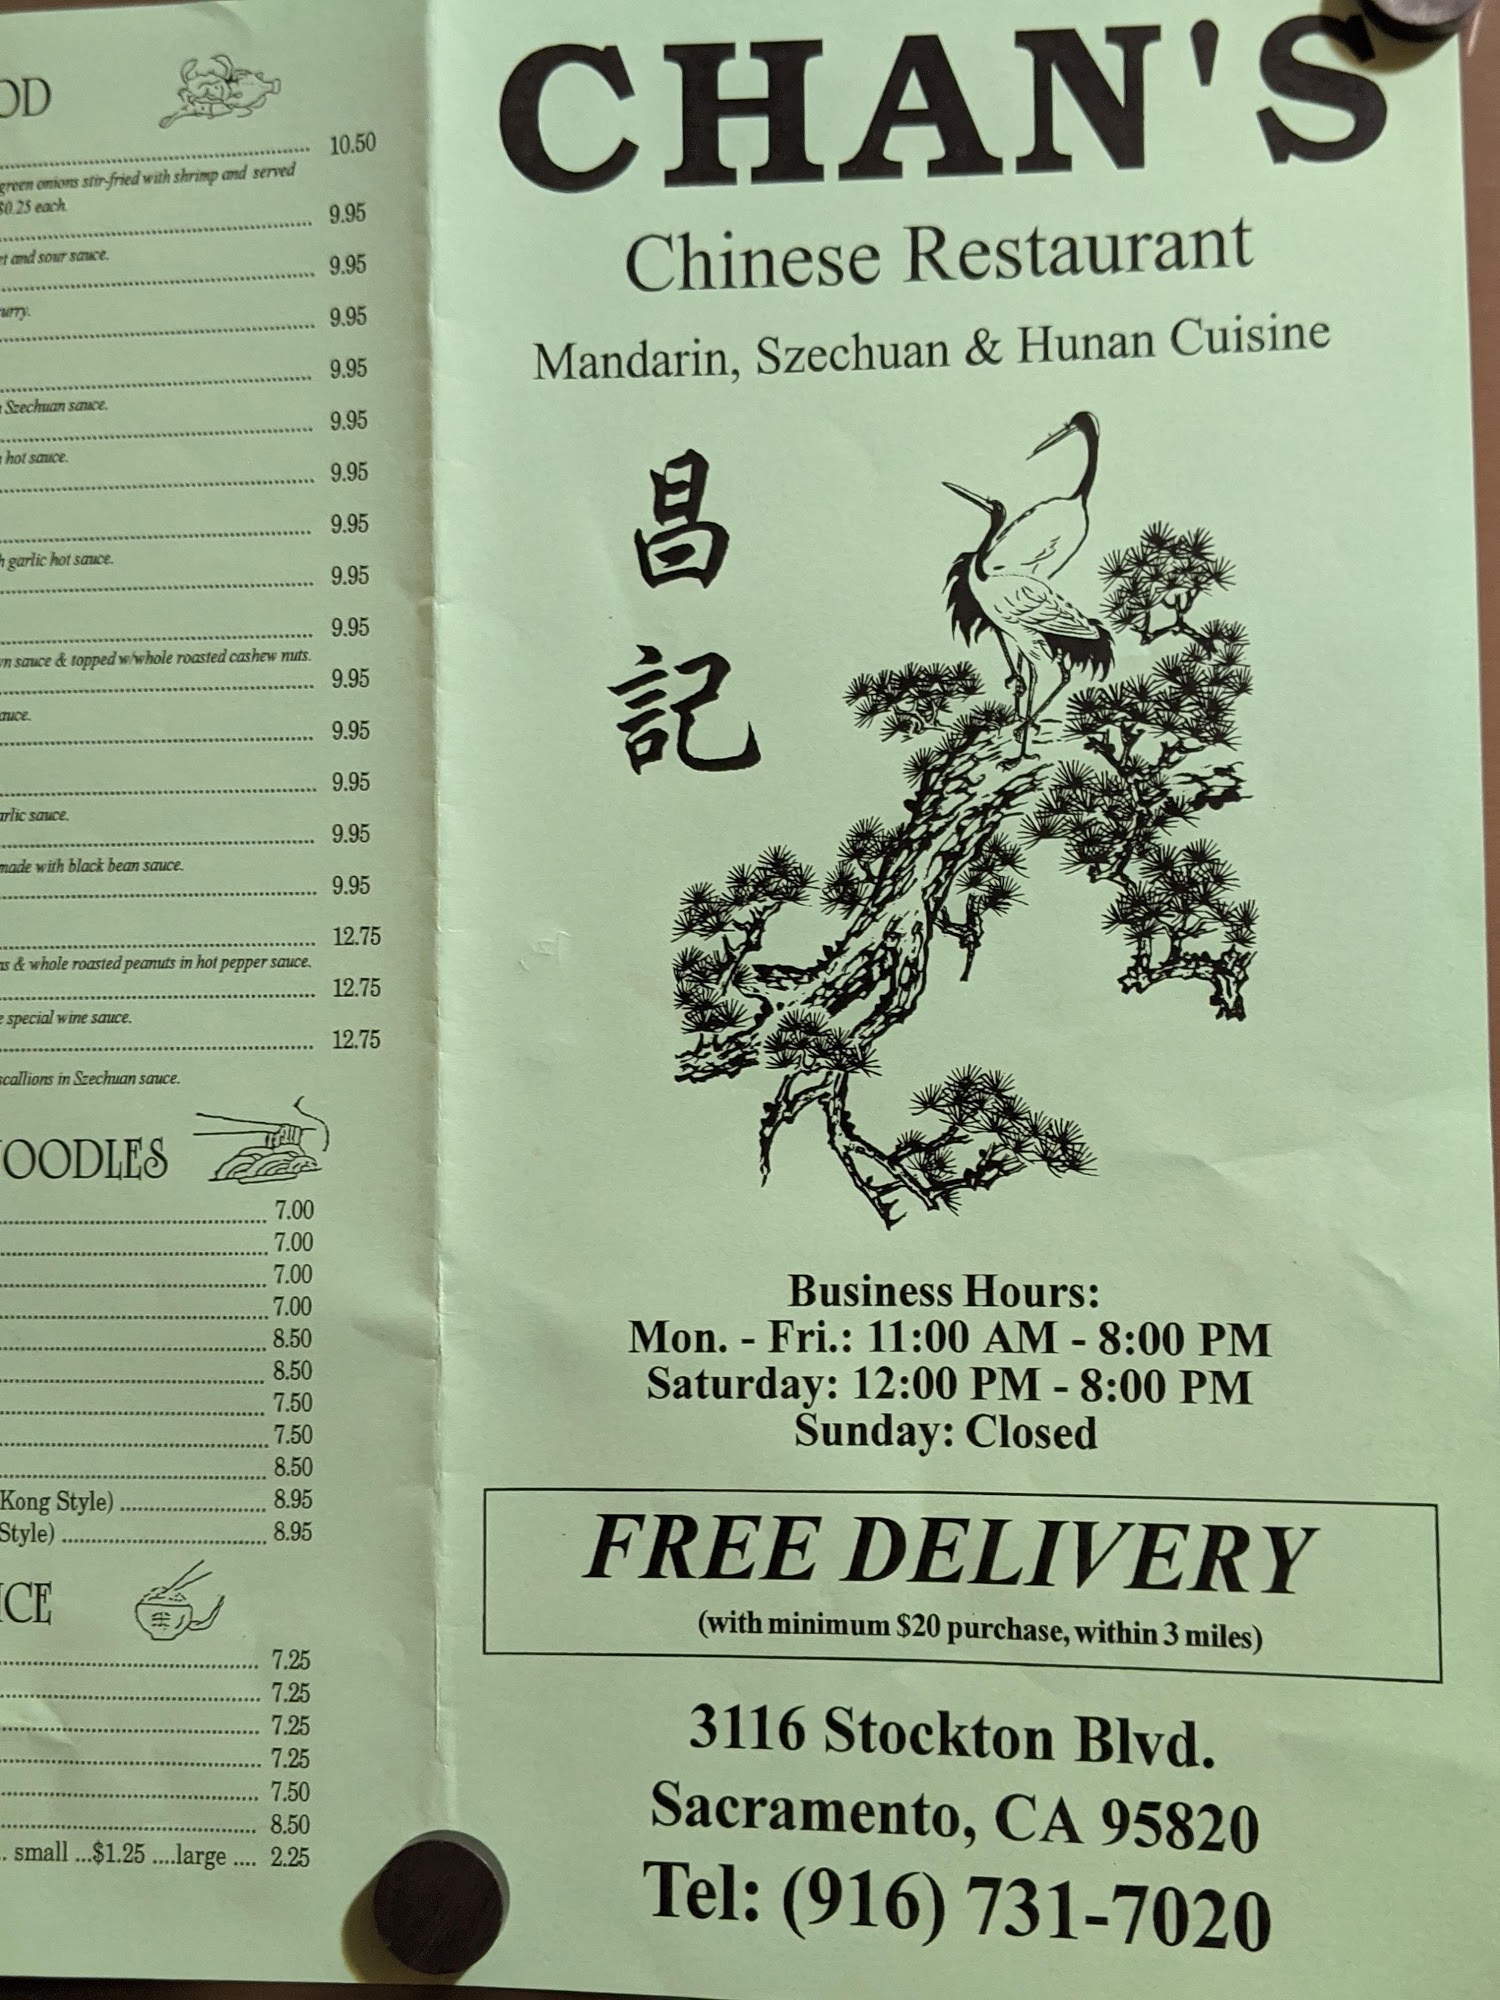 OD
10.50
green onions stir-fried with shrimp and served
$0.25 each.
9.95
et and sour sauce.
9.95
urry.
9.95
9.95
Szechuan sauce.
9.95
hot sauce.
9.95
9.95
h garlic hot sauce.
9.95
9.95
wn sauce & topped w/whole roasted cashew nuts.
9.95
auce.
9.95
9.95
arlic sauce.
9.95
made with black bean sauce.
9.95
12.75
ns & whole roasted peanuts in hot pepper sauce.
12.75
e special wine sauce.
12.75
scallions in Szechuan sauce.
NOODLES
7.00
7.00
7.00
7.00
8.50
8.50
7.50
7.50
8.50
Kong Style) 8.95
Style) 8.95
ICE
7.25
7.25
7.25
7.25
7.50
8.50
. small ...$1.25 ....large .... 2.25
CHAN'S
Chinese Restaurant
Mandarin, Szechuan & Hunan Cuisine
昌
記
Business Hours:
Mon. - Fri.: 11:00 AM - 8:00 PM
Saturday: 12:00 PM - 8:00 PM
Sunday: Closed
FREE DELIVERY
(with minimum $20 purchase, within 3 miles)
3116 Stockton Blvd.
Sacramento, CA 95820
Tel: (916) 731-7020